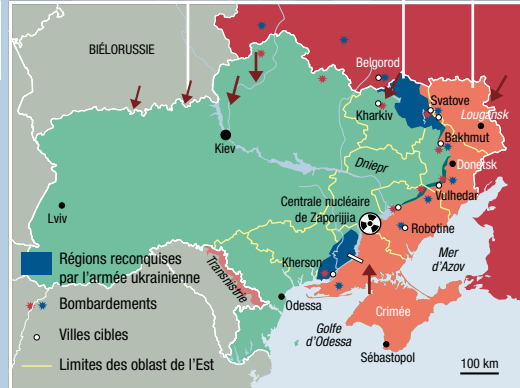 BIÉLORUSSIE
Belgorod
Kharkiv
Svatove
Lougansk
Bakhmut
Kiev
Dniepr
Donetsk
Vulhedar
Centrale nucléaire
de Zaporijjia
Lviv
Robotine
Régions reconquises
par l'armée ukrainienne
Transnistrie
Kherson
Mer
d'Azov
Bombardements
Odessa
Crimée
Villes cibles
Golfe
d'Odessa
Limites des oblast de l'Est
Sébastopol
100 km